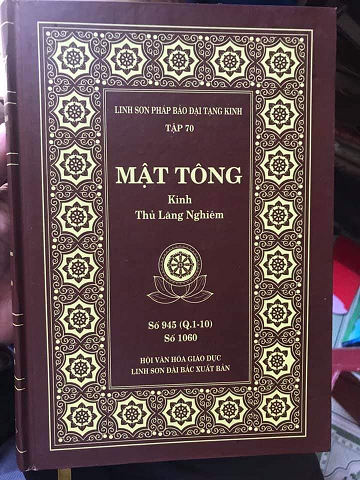 LINH SƠN PHÁP BẢO ĐẠI TẠNG KINH
TẬP 70
MẬT TÔNG
Kinh
Thủ Lăng Nghiêm
Số 945 (Q.1-10)
Số 1060
HỘI VĂN HÓA GIÁO DỤC
LINH SƠN ĐÀI BẮC XUẤT BẢN